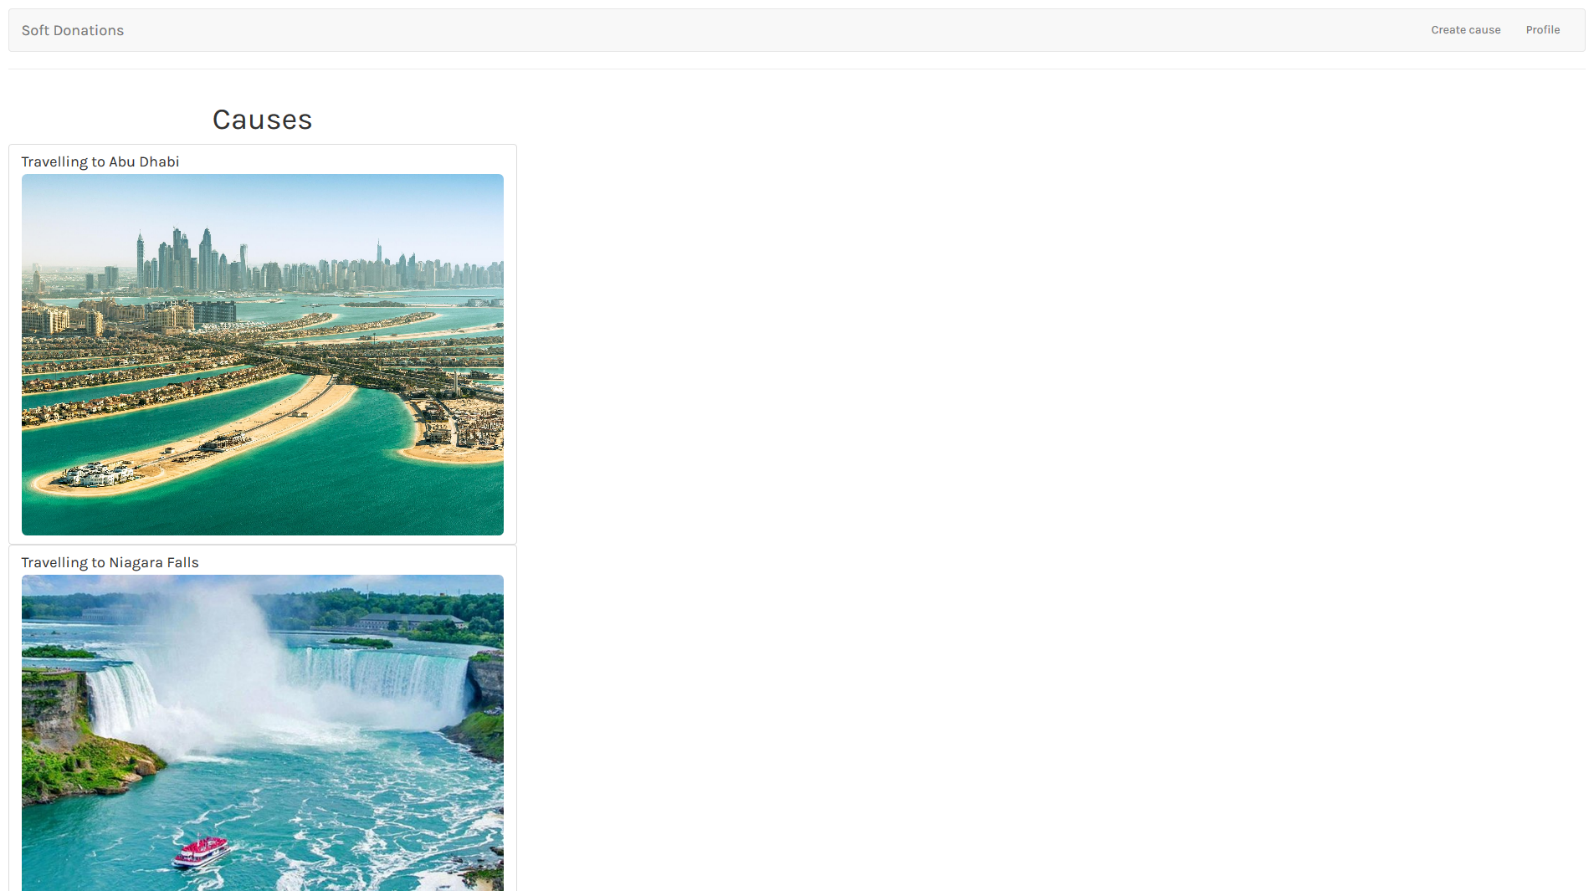 Soft Donations
Create cause
Profile
Causes
Travelling to Abu Dhabi
Travelling to Niagara Falls